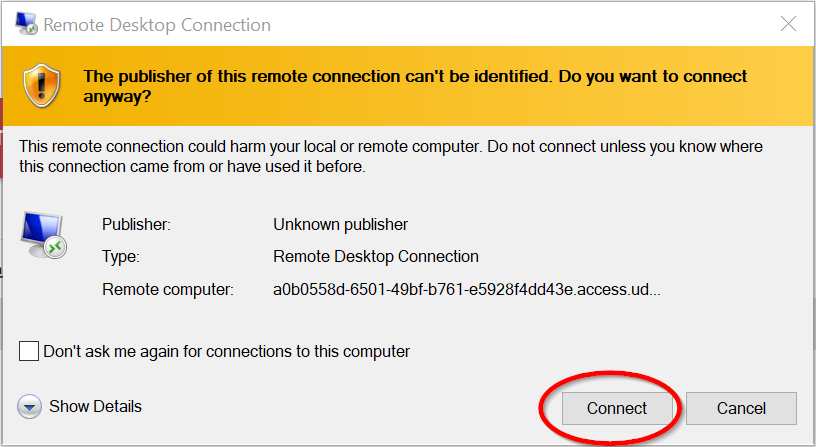 Remote Desktop Connection
The publisher of this remote connection can't be identified. Do you want to connect
anyway?
This remote connection could harm your local or remote computer. Do not connect unless you know where
this connection came from or have used it before.
Publisher: Unknown publisher
Type: Remote Desktop Connection
Remote computer: a0b0558d-6501-49bf-b761-e5928f4dd43e.access.ud...
Don't ask me again for connections to this computer
Show Details Connect Cancel